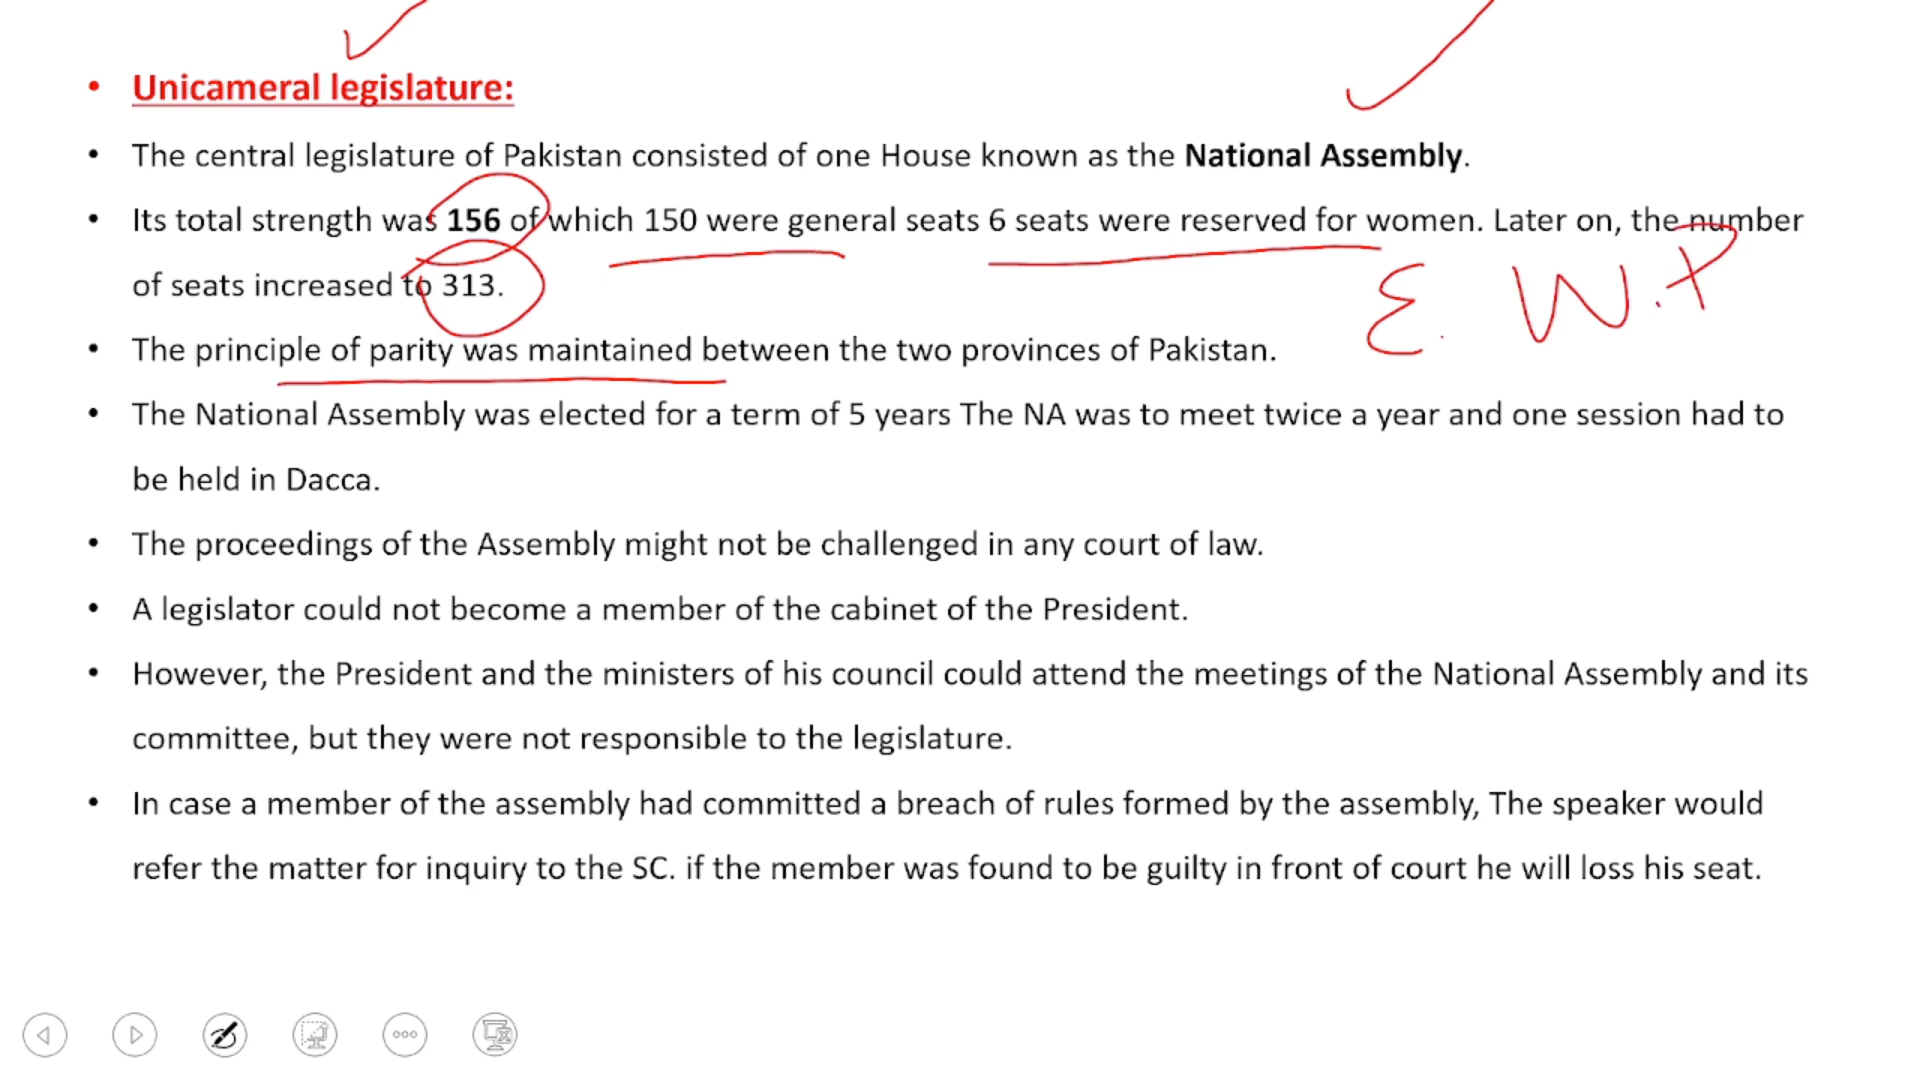 • Unicameral legislature:
• The central legislature of Pakistan consisted of one House known as the National Assembly.
• Its total strength was 156 of which 150 were general seats 6 seats were reserved for women. Later on, the number
of seats increased to 313.
E. W.P
• The principle of parity was maintained between the two provinces of Pakistan.
• The National Assembly was elected for a term of 5 years The NA was to meet twice a year and one session had to
be held in Dacca.
• The proceedings of the Assembly might not be challenged in any court of law.
• A legislator could not become a member of the cabinet of the President.
• However, the President and the ministers of his council could attend the meetings of the National Assembly and its
committee, but they were not responsible to the legislature.
• In case a member of the assembly had committed a breach of rules formed by the assembly, The speaker would
refer the matter for inquiry to the SC. if the member was found to be guilty in front of court he will loss his seat.